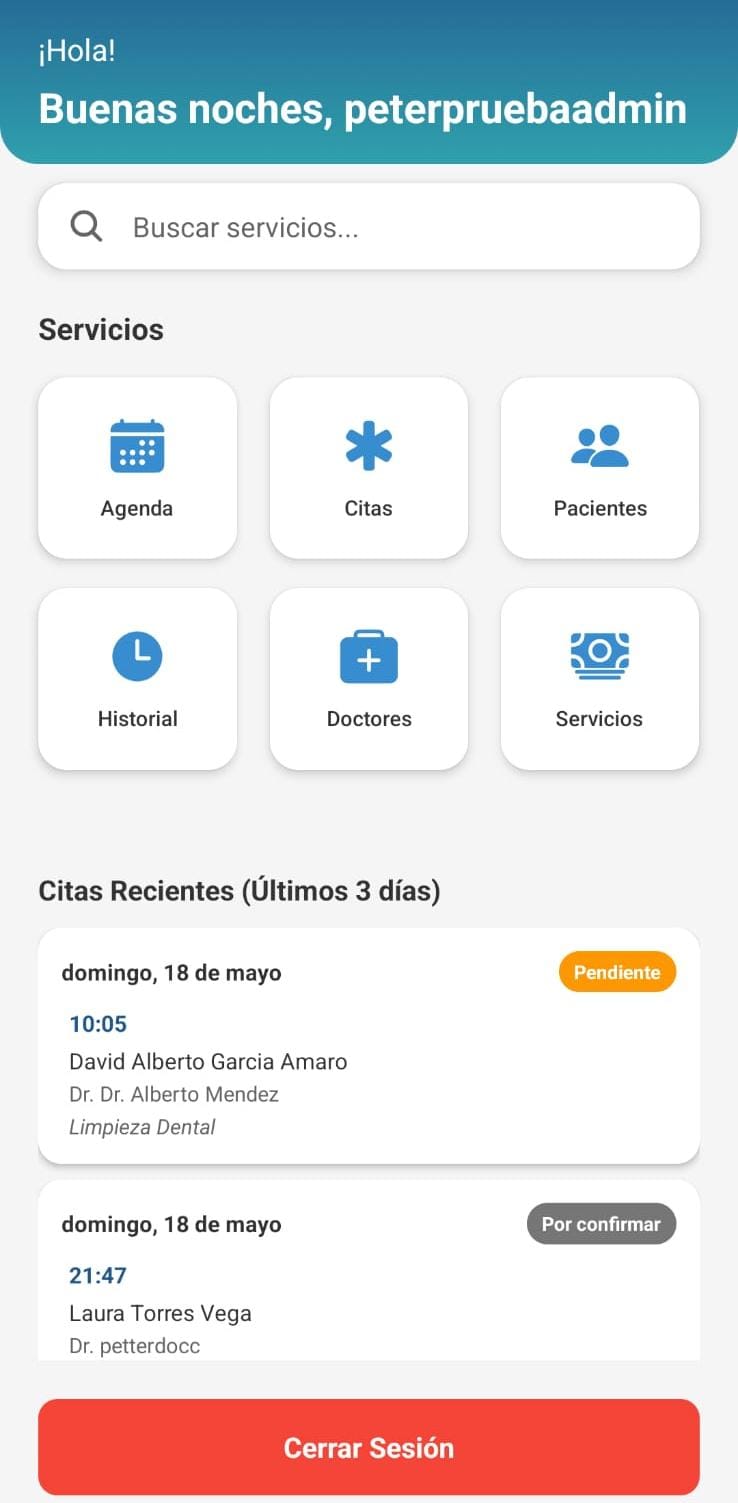 ¡Hola!
Buenas noches, peterpruebaadmin
Buscar servicios...
Servicios
Agenda
Citas
Pacientes
Historial
Doctores
Servicios
Citas Recientes (Últimos 3 días)
domingo, 18 de mayo
Pendiente
10:05
David Alberto Garcia Amaro
Dr. Dr. Alberto Mendez
Limpieza Dental
domingo, 18 de mayo
Por confirmar
21:47
Laura Torres Vega
Dr. petterdocc
Cerrar Sesión